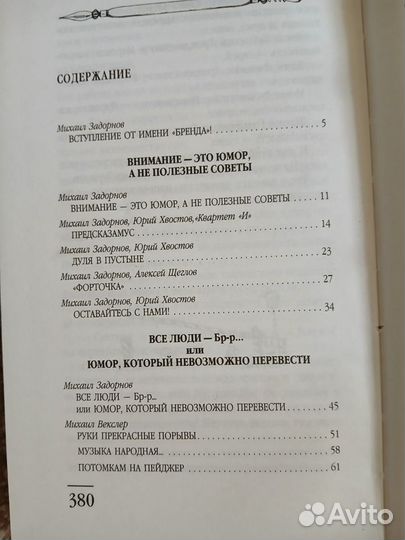 СОДЕРЖАНИЕ
Михаил Задорнов
ВСТУПЛЕНИЕ ОТ ИМЕНИ «БРЕНДА»! 5
ВНИМАНИЕ — ЭТО ЮМОР,
А НЕ ПОЛЕЗНЫЕ СОВЕТЫ
Михаил Задорнов
ВНИМАНИЕ — ЭТО ЮМОР, А НЕ ПОЛЕЗНЫЕ СОВЕТЫ 11
Михаил Задорнов, Юрий Хвостов, «Квартет «И»
ПРЕДСКАЗАМУС 14
Михаил Задорнов, Юрий Хвостов
ДУЛЯ В ПУСТЫНЕ 23
Михаил Задорнов, Алексей Щеглов
«ФОРТОЧКА» 27
Михаил Задорнов, Юрий Хвостов
ОСТАВАЙТЕСЬ С НАМИ! 34
ВСЕ ЛЮДИ — Бр-р...
или
ЮМОР, КОТОРЫЙ НЕВОЗМОЖНО ПЕРЕВЕСТИ
Михаил Задорнов
ВСЕ ЛЮДИ — Бр-р...
или ЮМОР, КОТОРЫЙ НЕВОЗМОЖНО ПЕРЕВЕСТИ 45
Михаил Векслер
РУКИ ПРЕКРАСНЫЕ ПОРЫВЫ 51
МУЗЫКА НАРОДНАЯ... 58
ПОТОМКАМ НА ПЕЙДЖЕР 61
380
Avito